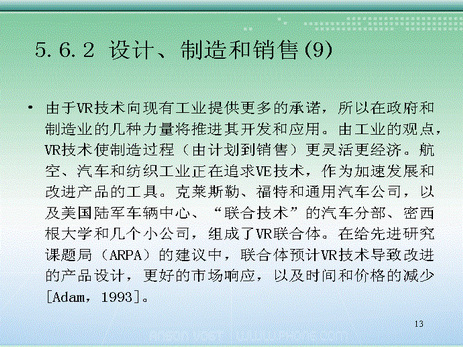 5.6.2 设计、制造和销售(9)
• 由于VR技术向现有工业提供更多的承诺，所以在政府和
制造业的几种力量将推进其开发和应用。由工业的观点，
VR技术使制造过程（由计划到销售）更灵活更经济。航
空、汽车和纺织工业正在追求VE技术，作为加速发展和
改进产品的工具。克莱斯勒、福特和通用汽车公司，以
及美国陆军车辆中心、“联合技术”的汽车分部、密西
根大学和几个小公司，组成了VR联合体。在给先进研究
课题局（ARPA）的建议中，联合体预计VR技术导致改进
的产品设计，更好的市场响应，以及时间和价格的减少
[Adam，1993]。
13